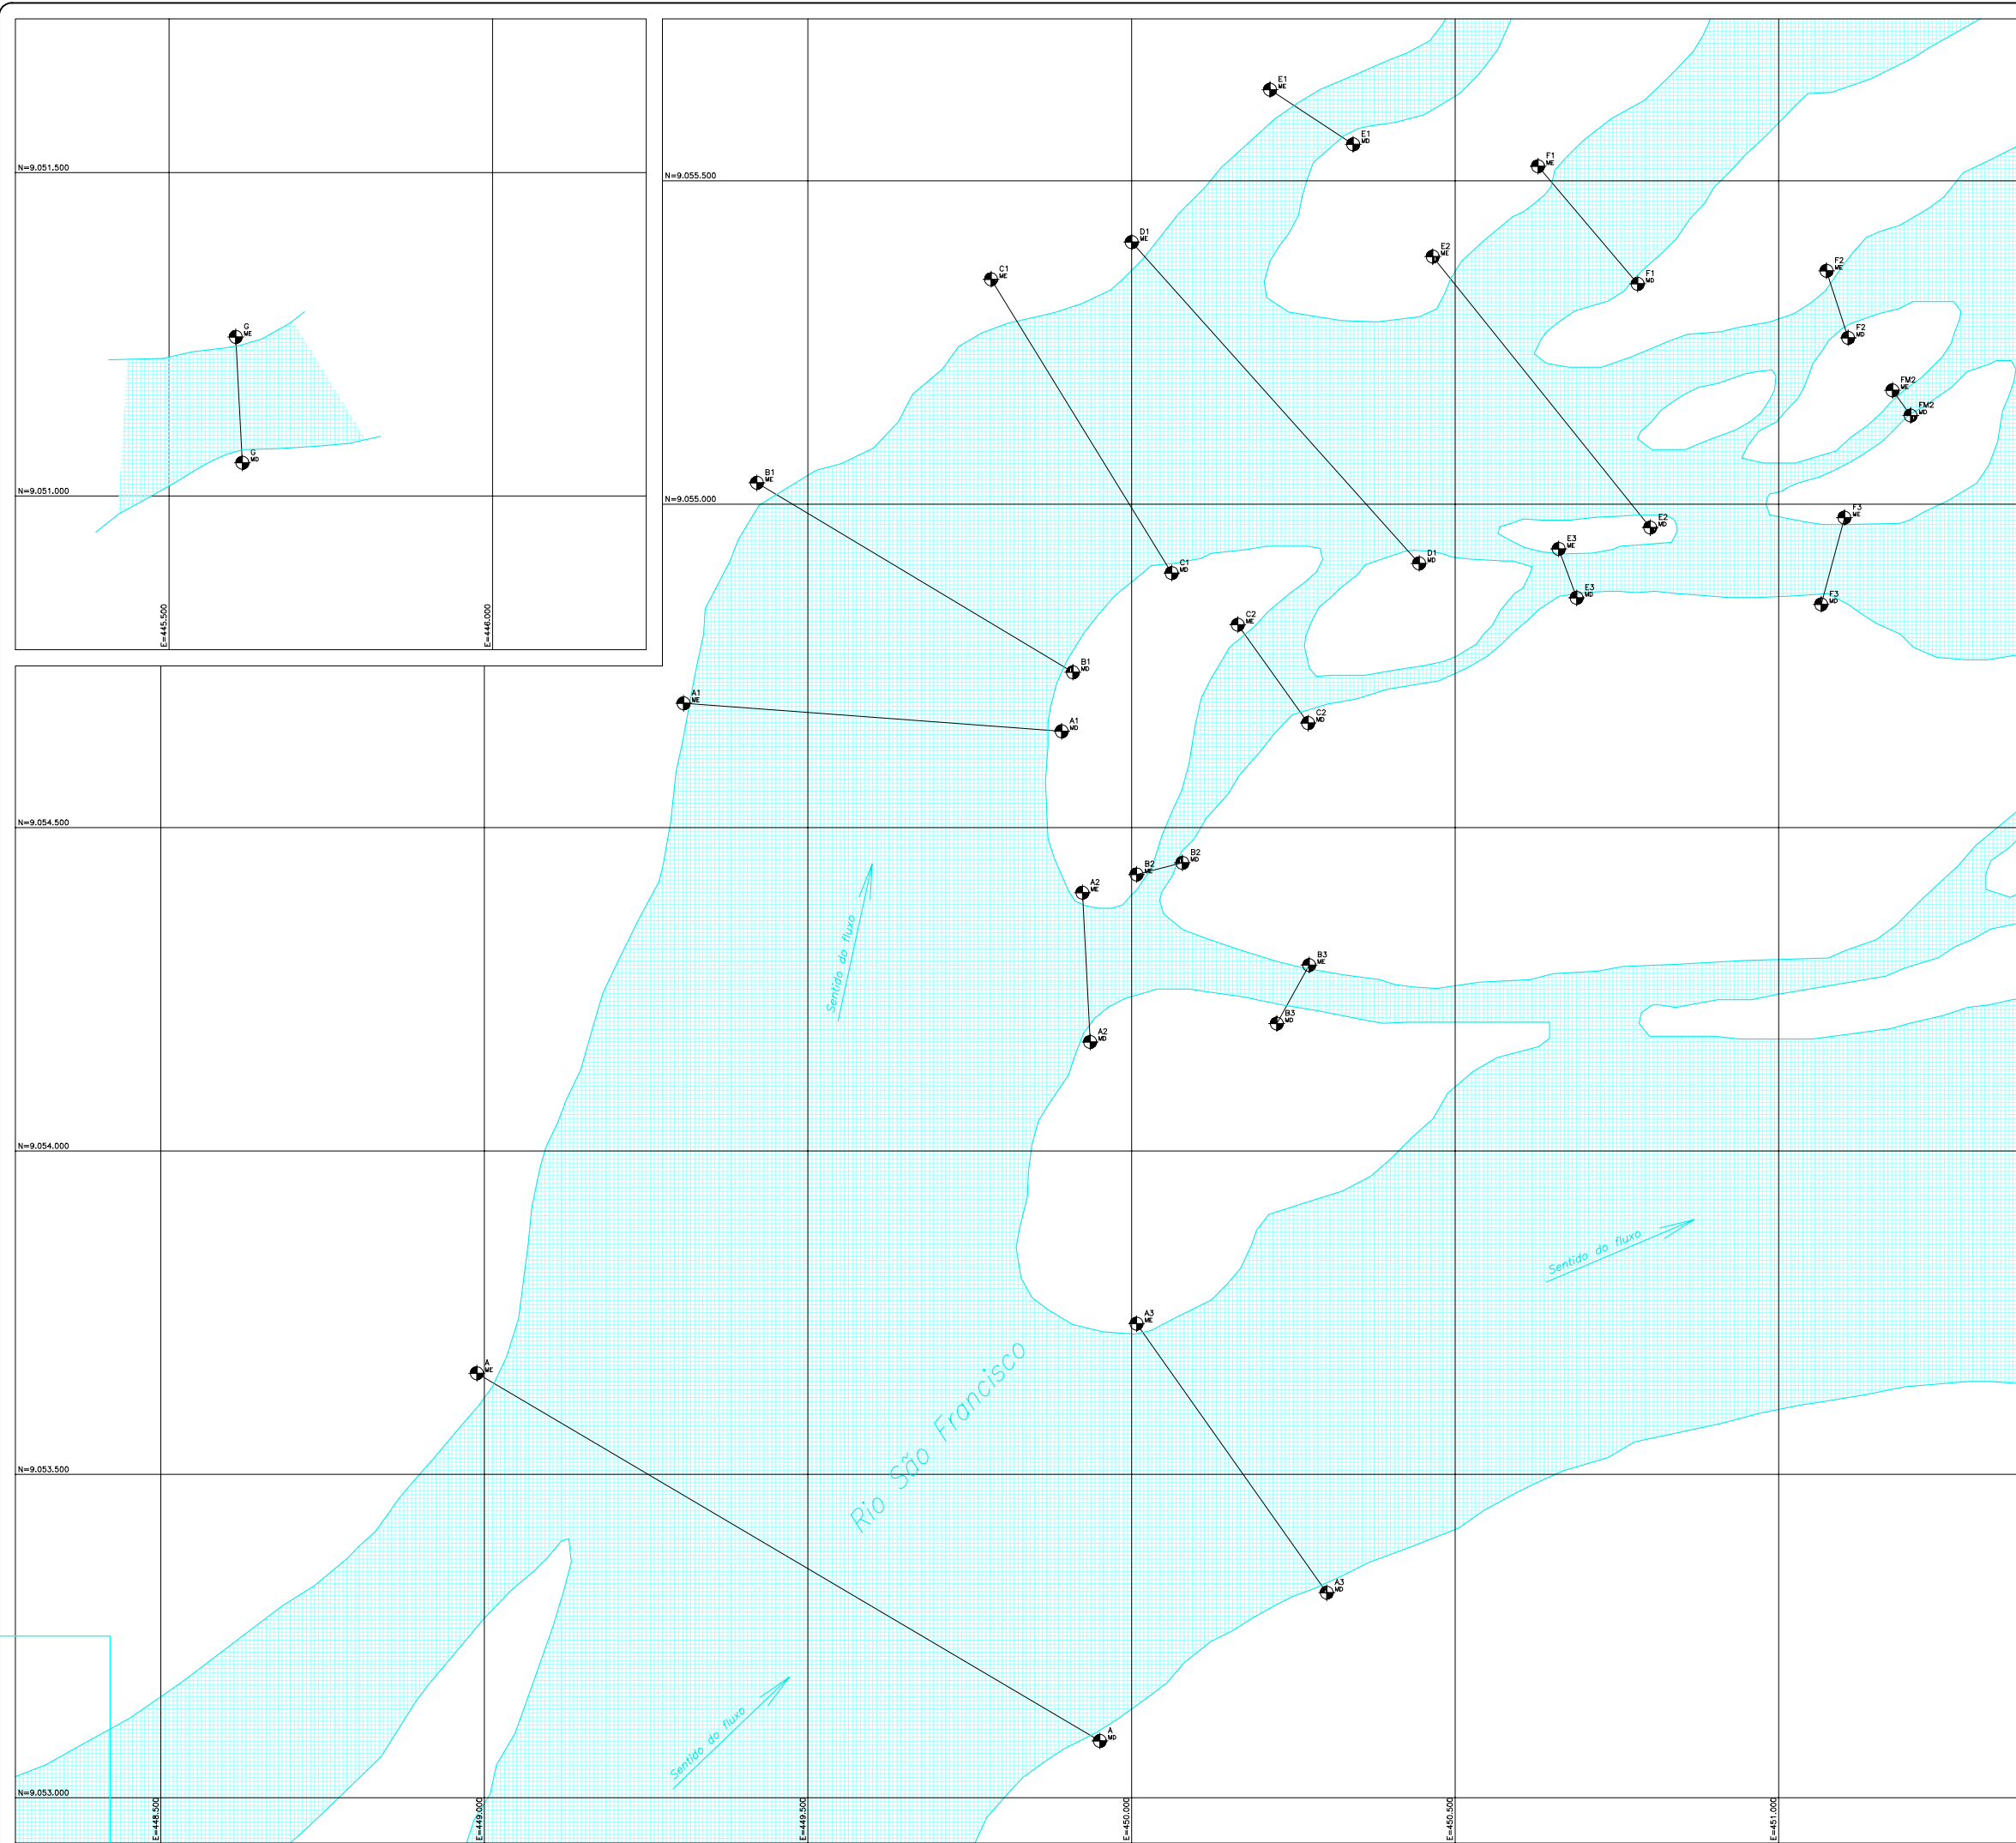 E1
ME
E1
MD
F1
ME
N=9.051.500
N=9.055.500
D1
ME
E2
ME
F2
ME
C1
ME
F1
MD
G
ME
F2
MD
FM2
ME
FM2
MD
G
MD
B1
ME
N=9.051.000
N=9.055.000
F3
ME
E2
MD
E3
ME
D1
MD
C1
MD
E3
MD
F3
MD
E=445.500
E=446.000
C2
ME
B1
MD
A1
ME
C2
MD
A1
MD
N=9.054.500
B2
MD
B2
ME
A2
ME
Sentido do fluxo
B3
ME
B3
MD
A2
MD
N=9.054.000
Sentido do fluxo
A3
ME
A
ME
Rio São Francisco
N=9.053.500
A3
MD
Sentido do fluxo
A
MD
N=9.053.000
E=448.500
E=449.000
E=449.500
E=450.000
E=450.500
E=451.000